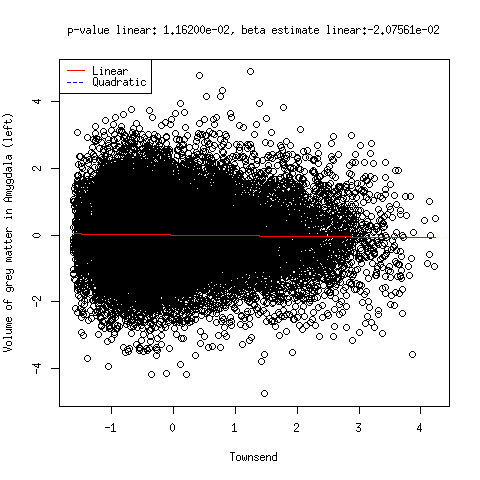 p-value linear: 1.16200e-02, beta estimate linear:-2.07561e-02
Linear
Quadratic
Volume of grey matter in Amygdala (left)
4
2
0
-2
-4
-1
0
1
2
3
4
Townsend